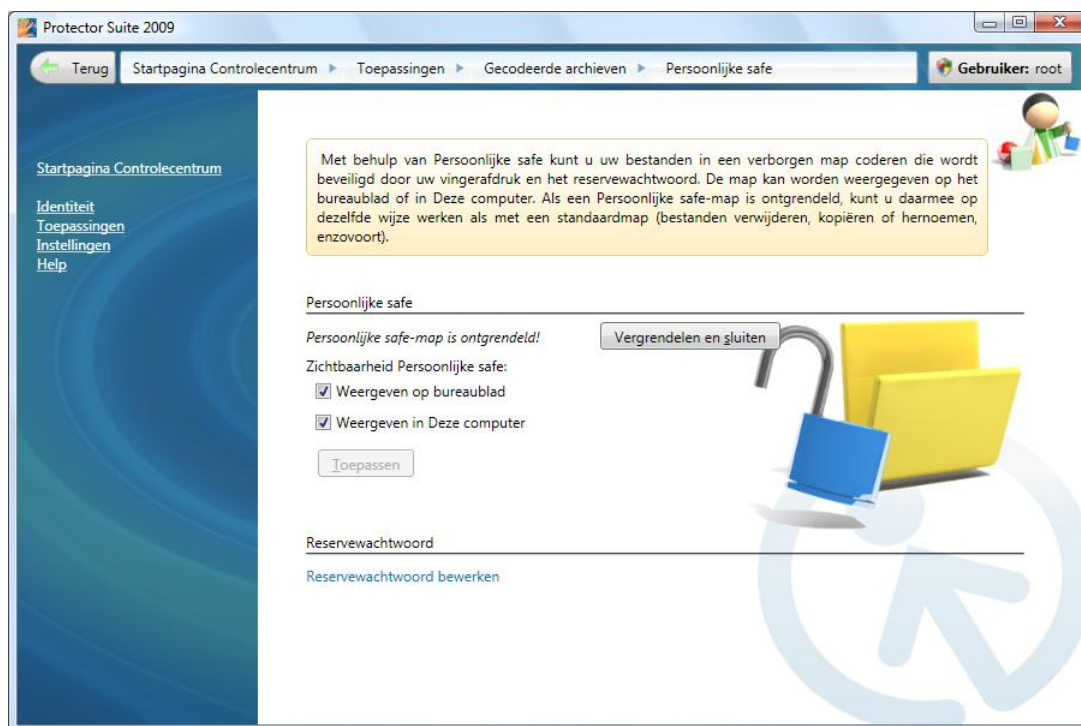 Protector Suite 2009
Terug
Startpagina Controlecentrum
Toepassingen
Gecodeerde archieven
Persoonlijke safe
Gebruiker: root
Startpagina Controlecentrum
Identiteit
Toepassingen
Instellingen
Help
Met behulp van Persoonlijke safe kunt u uw bestanden in een verborgen map coderen die wordt
beveiligd door uw vingerafdruk en het reservewachtwoord. De map kan worden weergegeven op het
bureaublad of in Deze computer. Als een Persoonlijke safe-map is ontgrendeld, kunt u daarmee op
dezelfde wijze werken als met een standaardmap (bestanden verwijderen, kopiëren of hernoemen,
enzovoort).
Persoonlijke safe
Persoonlijke safe-map is ontgrendeld!
Vergrendelen en sluiten
Zichtbaarheid Persoonlijke safe:
Weergeven op bureaublad
Weergeven in Deze computer
Toepassen
Reservewachtwoord
Reservewachtwoord bewerken